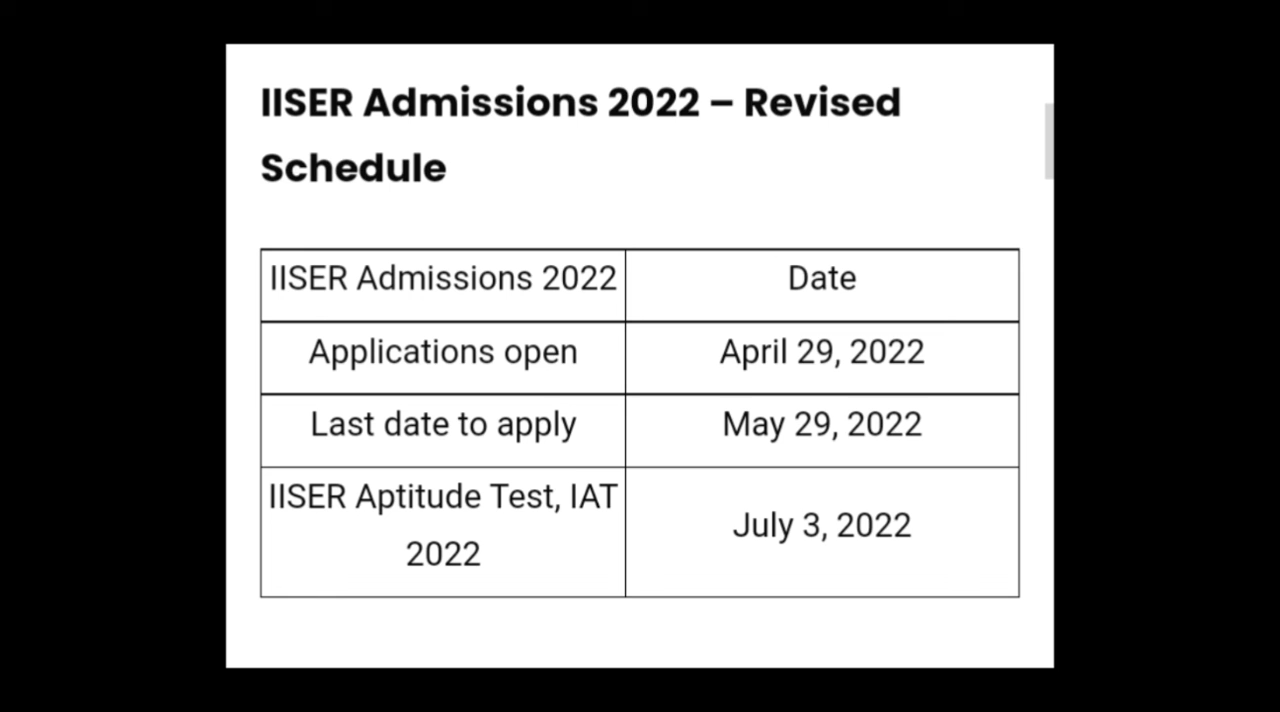 IISER Admissions 2022 – Revised
Schedule
IISER Admissions 2022 Date
Applications open April 29, 2022
Last date to apply May 29, 2022
IISER Aptitude Test, IAT
2022 July 3, 2022